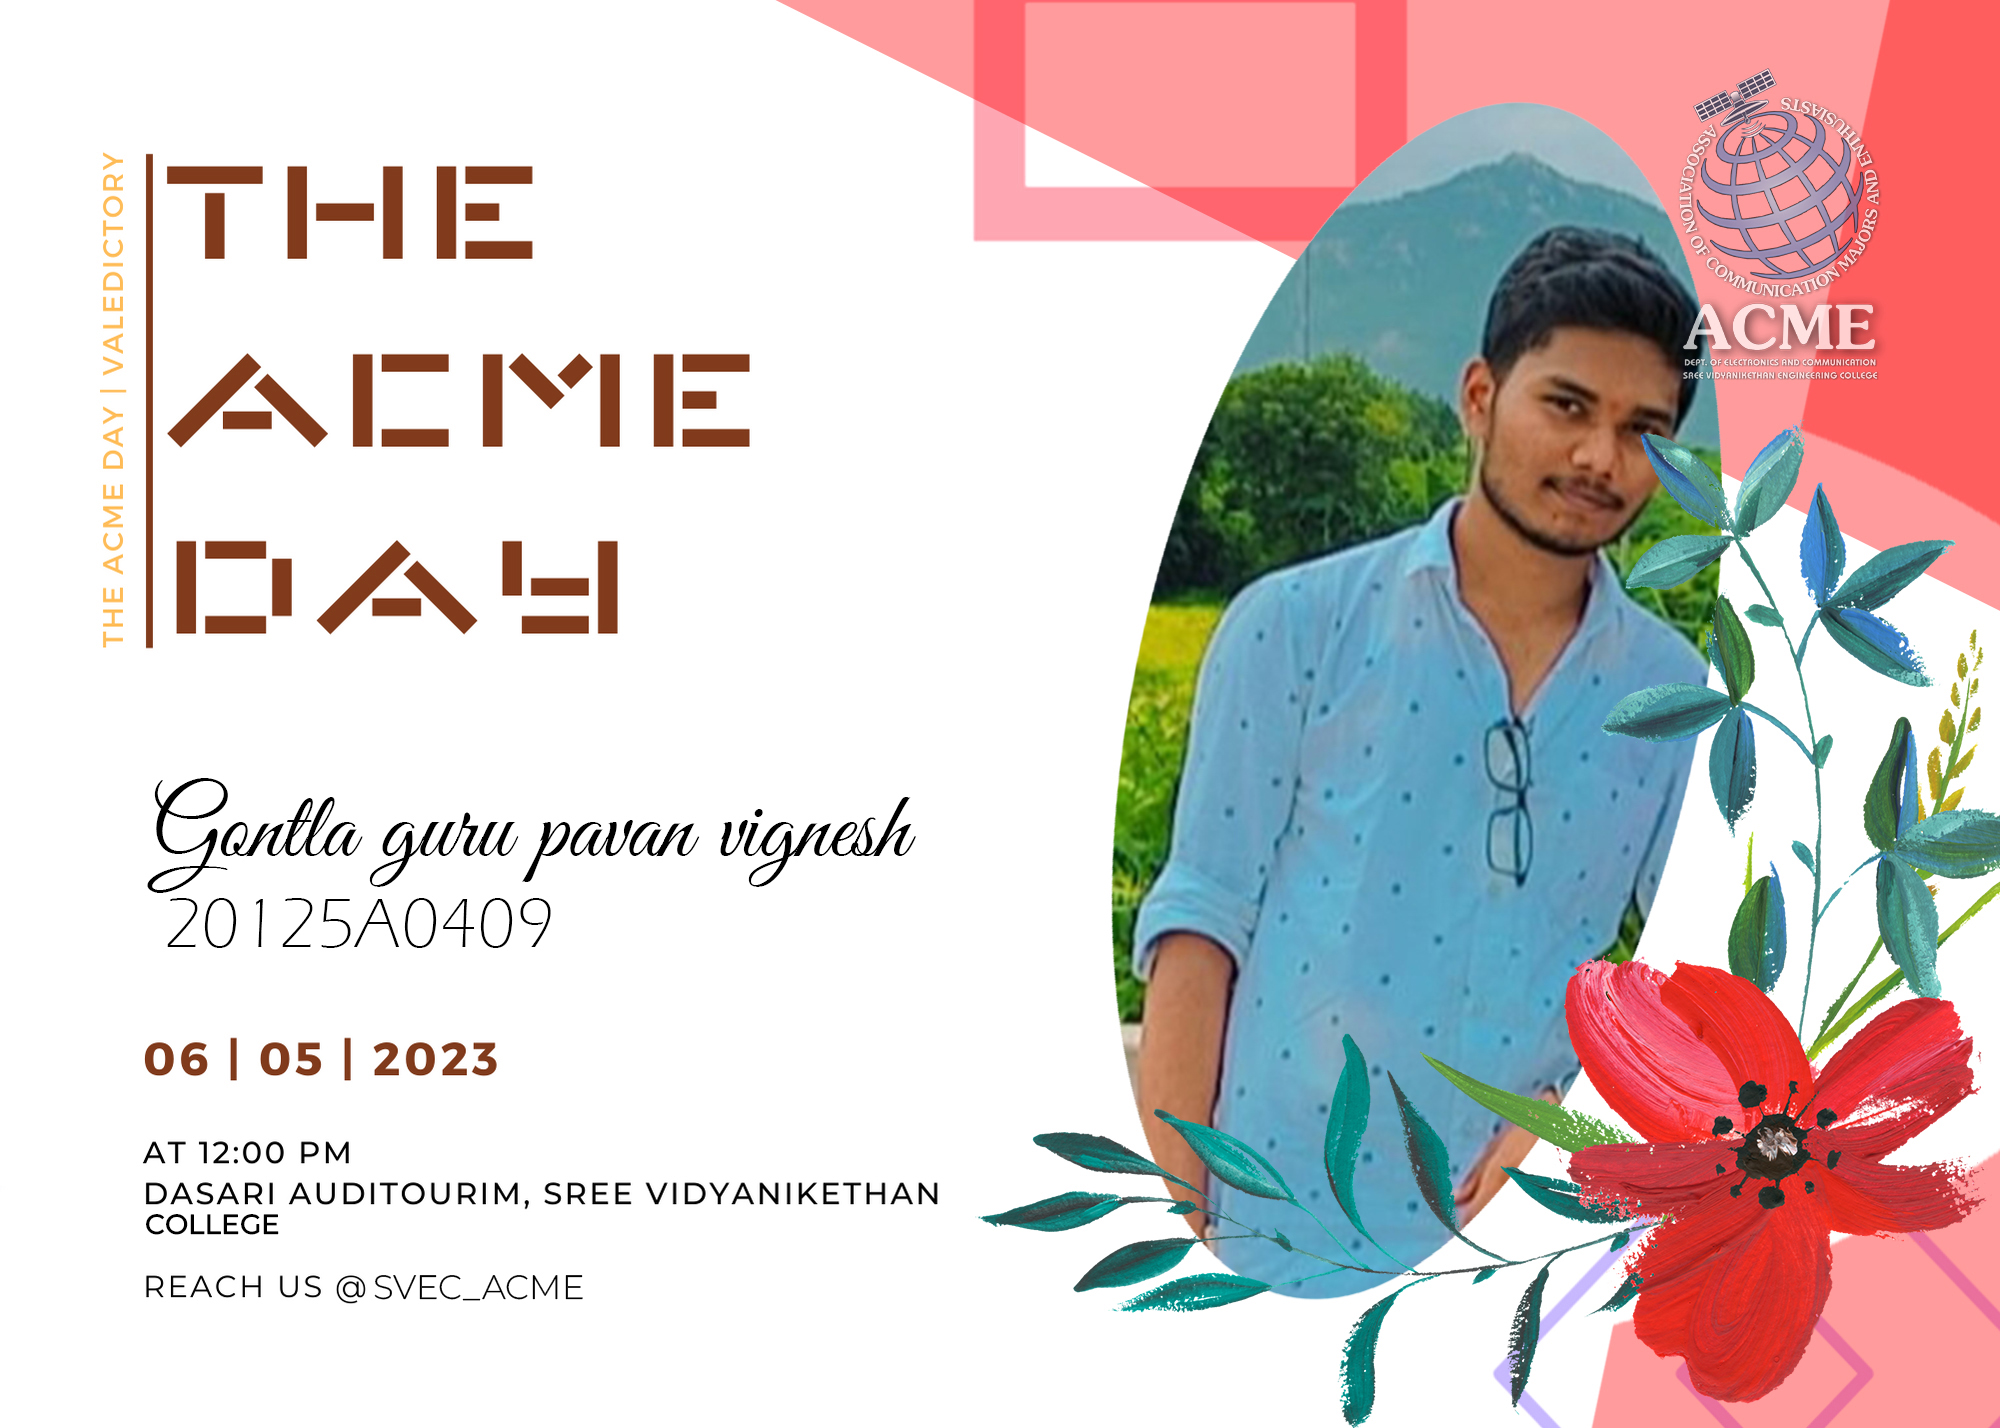 THE ACME DAY | VALEDICTORY
THE
ACME
DAY
Gontla guru pavan vignesh
20125A0409
06 | 05 | 2023
AT 12:00 PM
DASARI AUDITOURIM, SREE VIDYANIKETHAN
COLLEGE
REACH US @SVEC_ACME
ASSOCIATION OF COMMUNICATION MAJORS AND ENTHUSIASTS
ACME
DEPT. OF ELECTRONICS AND COMMUNICATION
SREE VIDYANIKETHAN ENGINEERING COLLEGE